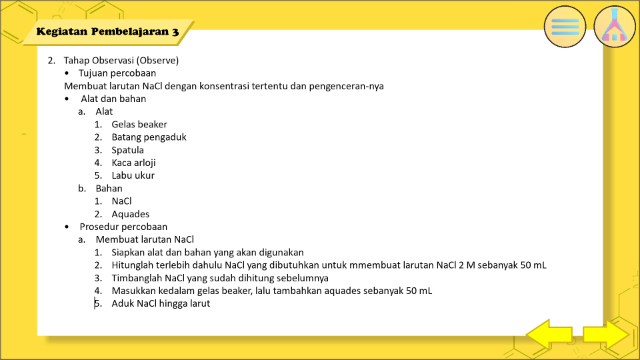 Kegiatan Pembelajaran 3
2. Tahap Observasi (Observe)
• Tujuan percobaan
Membuat larutan NaCl dengan konsentrasi tertentu dan pengenceran-nya
• Alat dan bahan
a. Alat
1. Gelas beaker
2. Batang pengaduk
3. Spatula
4. Kaca arloji
5. Labu ukur
b. Bahan
1. NaCl
2. Aquades
• Prosedur percobaan
a. Membuat larutan NaCl
1. Siapkan alat dan bahan yang akan digunakan
2. Hitunglah terlebih dahulu NaCl yang dibutuhkan untuk mmembuat larutan NaCl 2 M sebanyak 50 mL
3. Timbanglah NaCl yang sudah dihitung sebelumnya
4. Masukkan kedalam gelas beaker, lalu tambahkan aquades sebanyak 50 mL
5. Aduk NaCl hingga larut